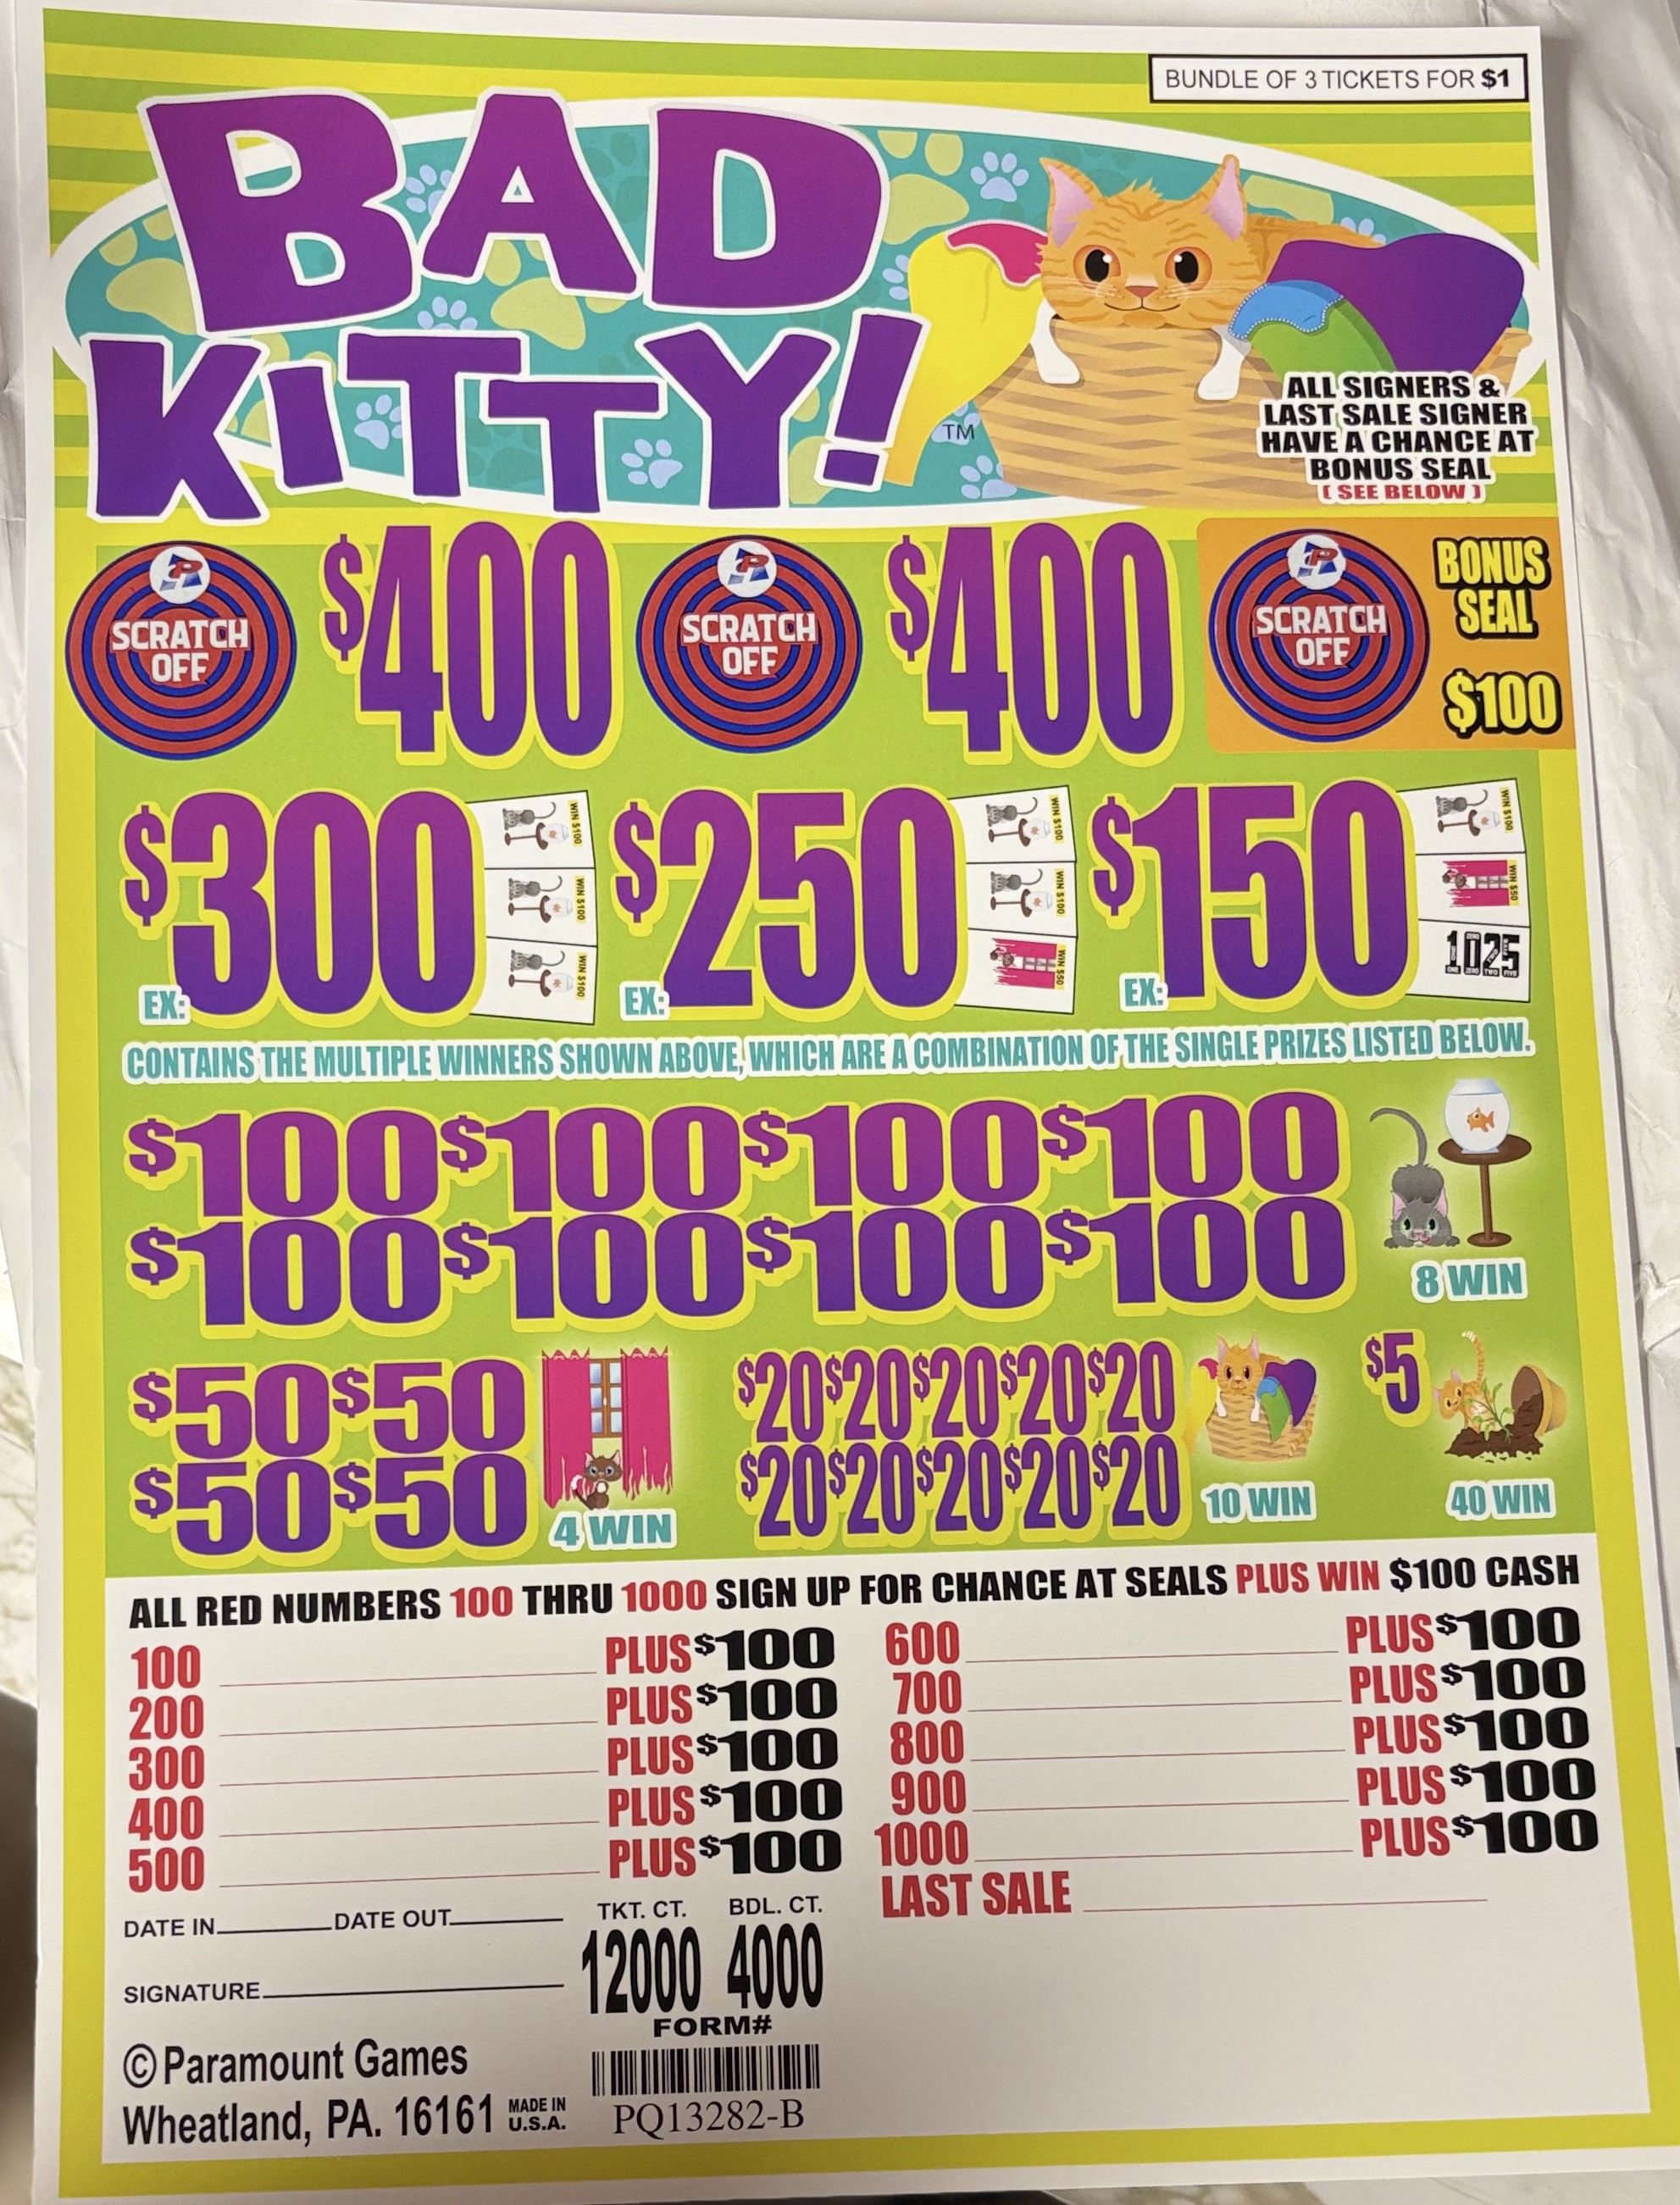 BUNDLE OF 3 TICKETS FOR $1
BAD
KITTY!
TM
ALL SIGNERS &
LAST SALE SIGNER
HAVE A CHANCE AT
BONUS SEAL
( SEE BELOW )
SCRATCH
OFF
$400
SCRATCH
OFF
$400
SCRATCH
OFF
BONUS
SEAL
$100
EX: $300
WIN $100
WIN $100
WIN $100
EX: $250
WIN $100
WIN $100
WIN $50
EX: $150
WIN $100
WIN $50
1025
ONE ZERO TWO FIVE
CONTAINS THE MULTIPLE WINNERS SHOWN ABOVE, WHICH ARE A COMBINATION OF THE SINGLE PRIZES LISTED BELOW.
$100 $100 $100 $100
$100 $100 $100 $100
8 WIN
$50 $50
$50 $50
4 WIN
$20 $20 $20 $20 $20
$20 $20 $20 $20 $20
10 WIN
$5
40 WIN
ALL RED NUMBERS 100 THRU 1000 SIGN UP FOR CHANCE AT SEALS PLUS WIN $100 CASH
100 PLUS $100
200 PLUS $100
300 PLUS $100
400 PLUS $100
500 PLUS $100
600 PLUS $100
700 PLUS $100
800 PLUS $100
900 PLUS $100
1000 PLUS $100
LAST SALE
DATE IN DATE OUT
SIGNATURE
TKT. CT. BDL. CT.
12000 4000
FORM#
PQ13282-B
© Paramount Games
Wheatland, PA. 16161 MADE IN U.S.A.